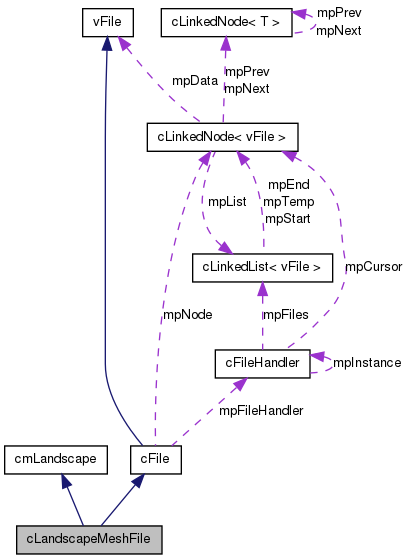 vFile
cLinkedNode< T >
mpPrev
mpNext
mpData
mpPrev
mpNext
cLinkedNode< vFile >
mpList
mpEnd
mpTemp
mpStart
cLinkedList< vFile >
mpCursor
mpNode
mpFiles
cFileHandler
mpInstance
mpFileHandler
cmLandscape
cFile
cLandscapeMeshFile